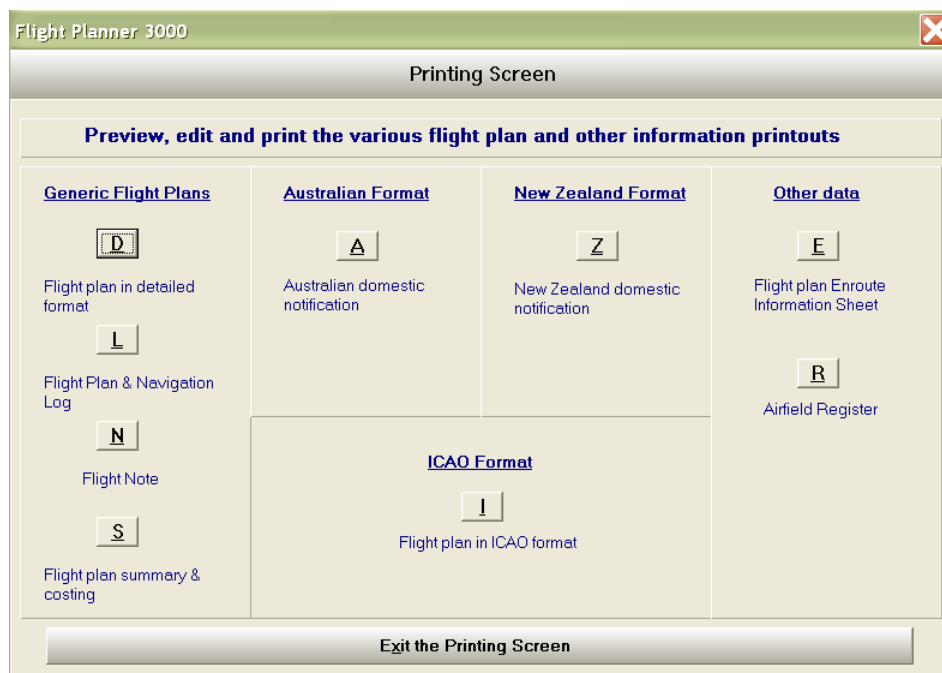 Flight Planner 3000
Printing Screen
Preview, edit and print the various flight plan and other information printouts
Generic Flight Plans
D
Flight plan in detailed
format
L
Flight Plan & Navigation
Log
N
Flight Note
S
Flight plan summary &
costing
Australian Format
A
Australian domestic
notification
New Zealand Format
Z
New Zealand domestic
notification
ICAO Format
I
Flight plan in ICAO format
Other data
E
Flight plan Enroute
Information Sheet
R
Airfield Register
Exit the Printing Screen